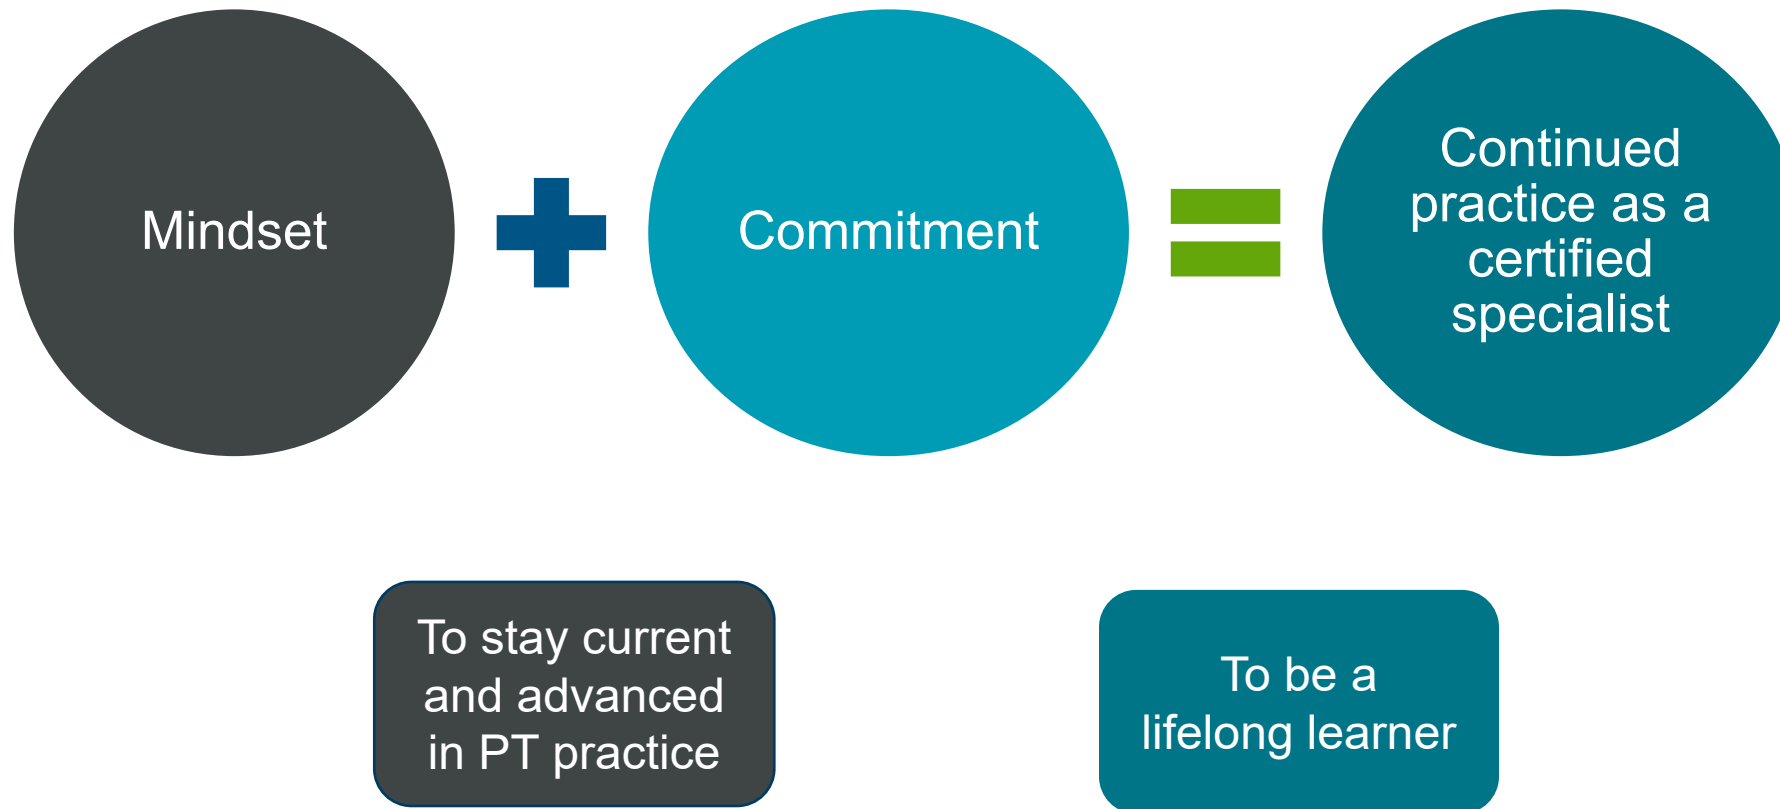 Mindset
Commitment
Continued
practice as a
certified
specialist
To stay current
and advanced
in PT practice
To be a
lifelong learner